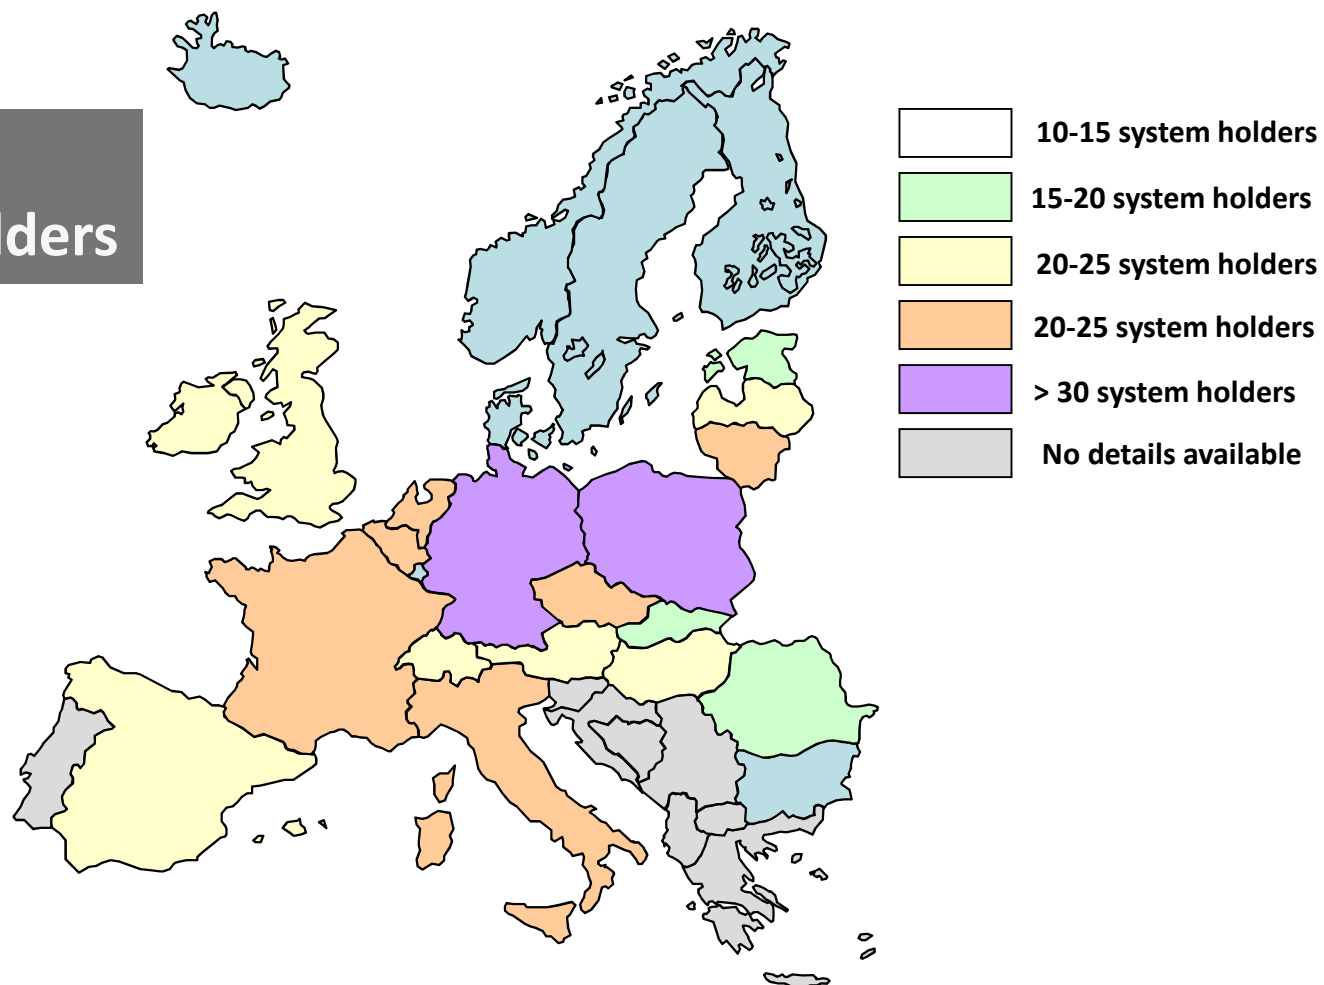 lders
10-15 system holders
15-20 system holders
20-25 system holders
20-25 system holders
> 30 system holders
No details available